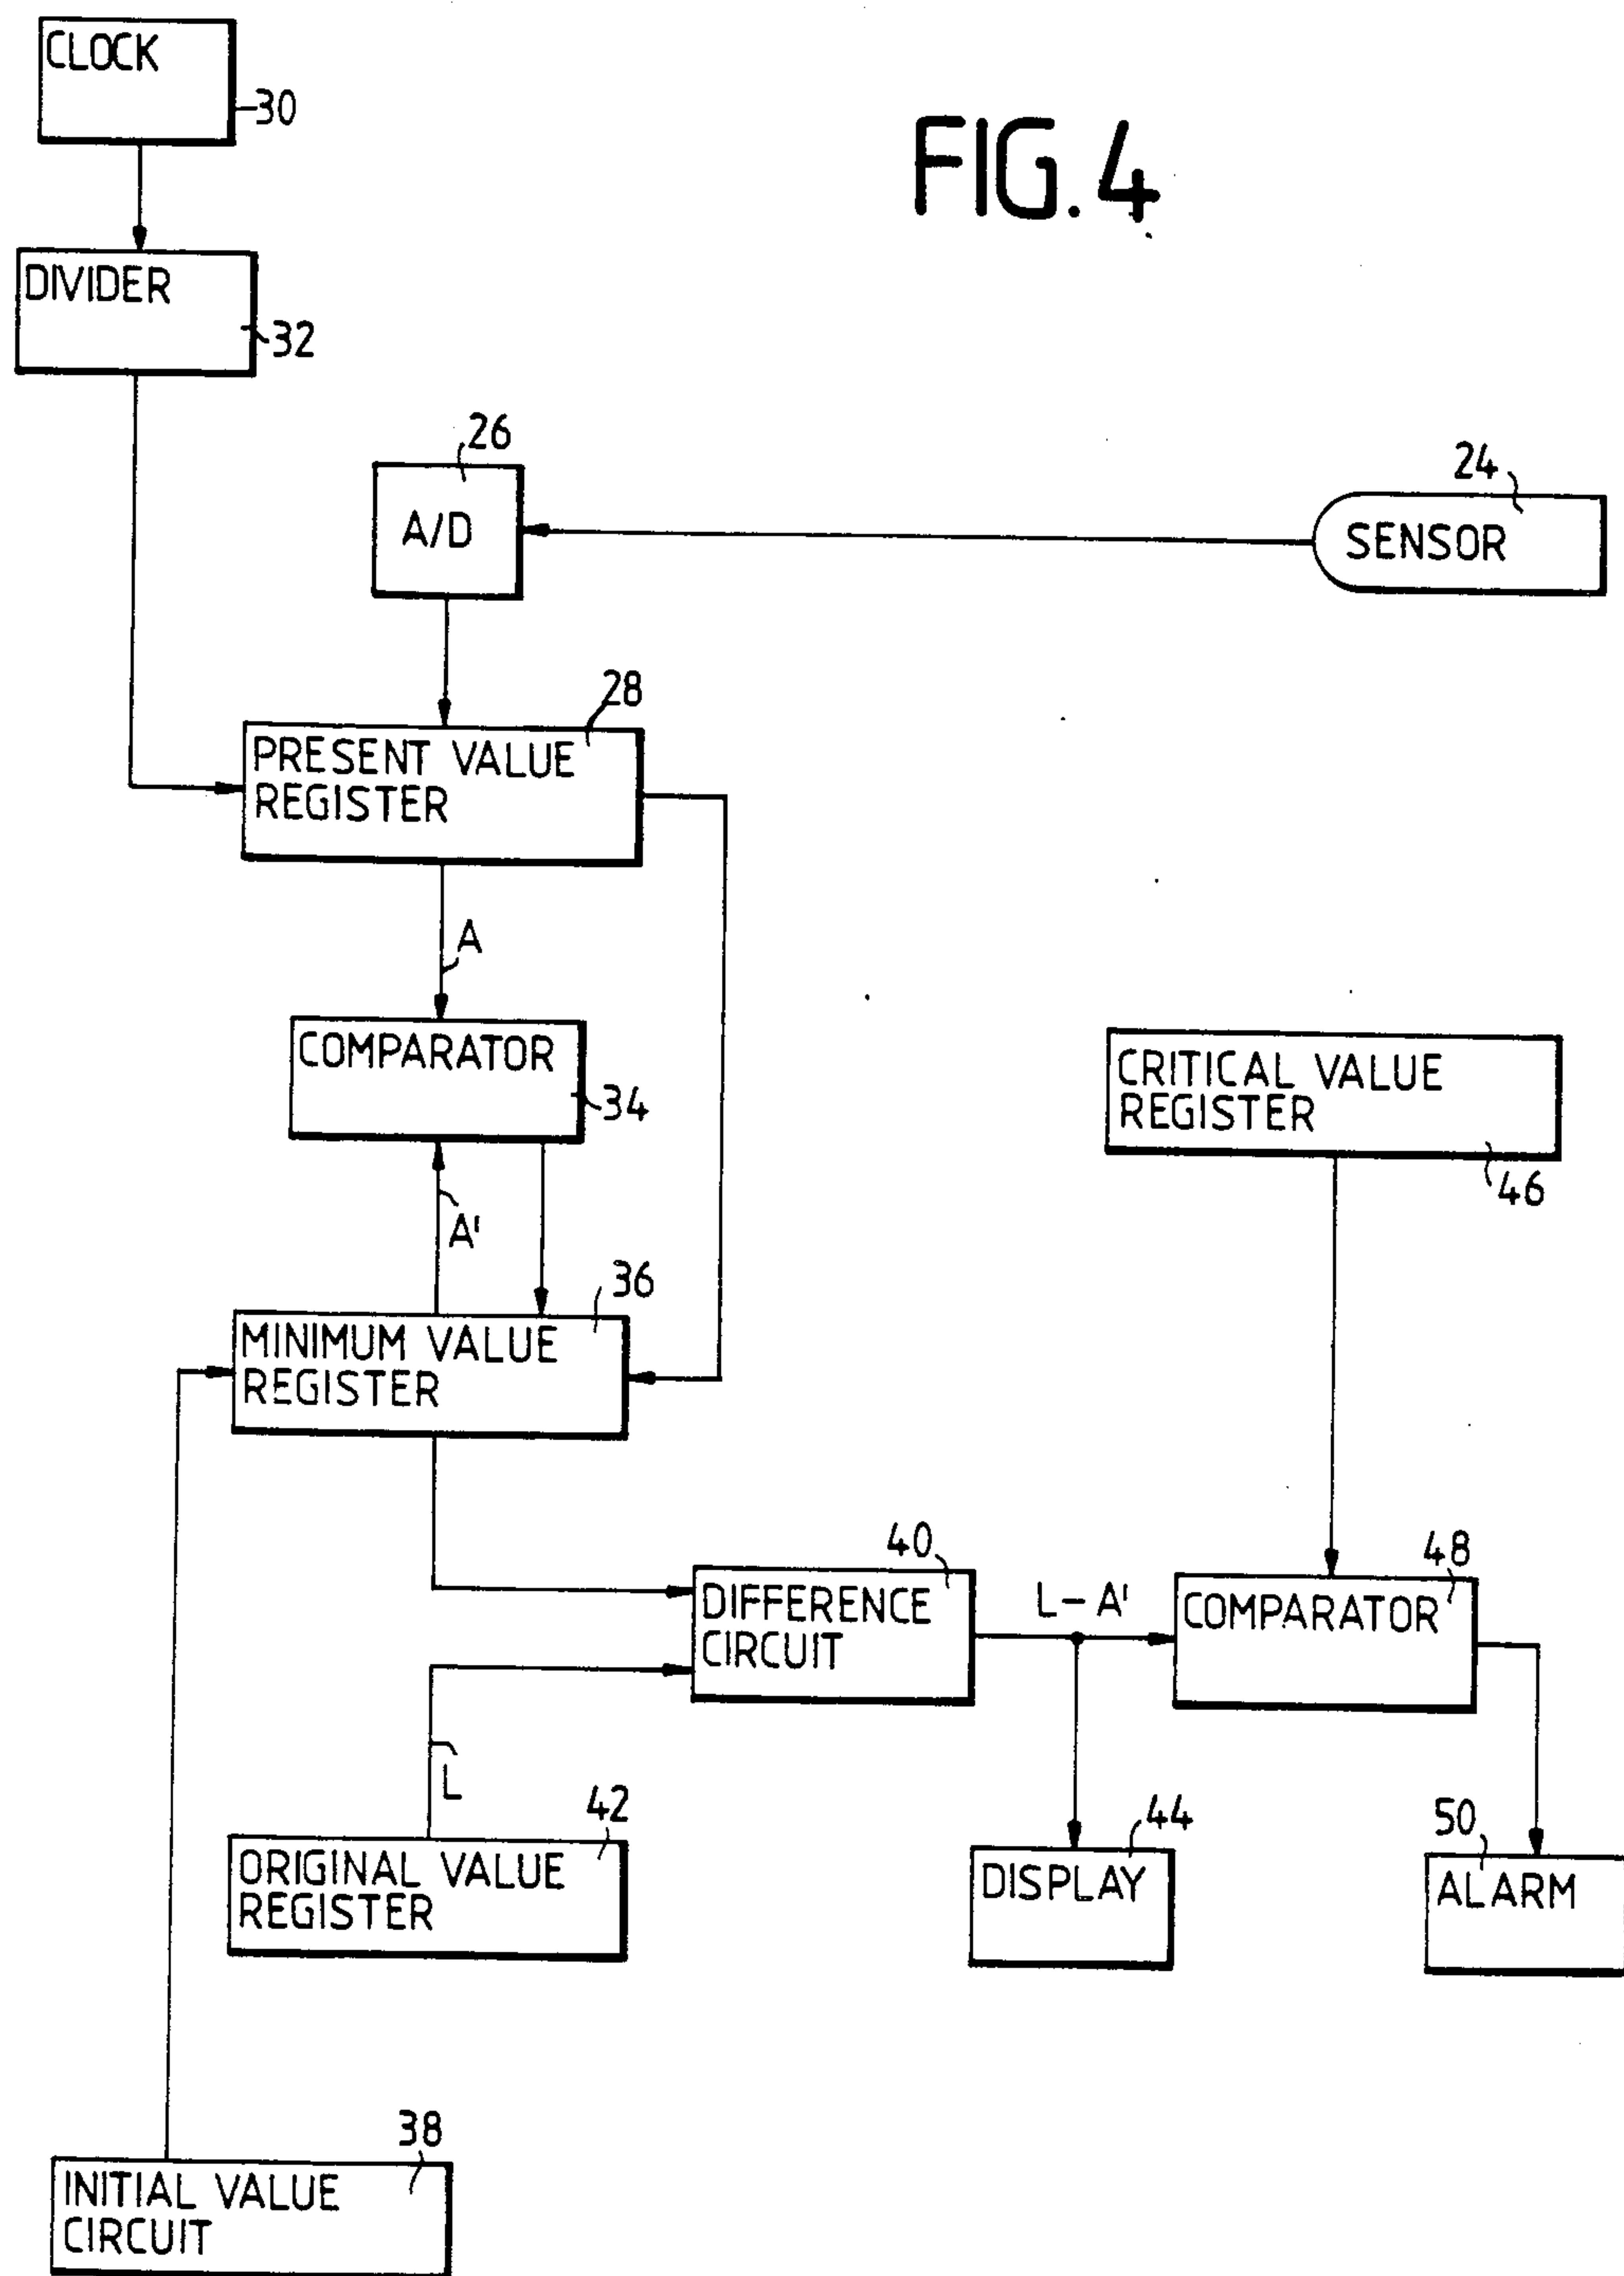 CLOCK
30
FIG. 4
DIVIDER
32
26
A/D
24
SENSOR
28
PRESENT VALUE
REGISTER
A
COMPARATOR
34
CRITICAL VALUE
REGISTER
46
A'
36
MINIMUM VALUE
REGISTER
40
DIFFERENCE
CIRCUIT
L-A'
48
COMPARATOR
L
42
ORIGINAL VALUE
REGISTER
44
DISPLAY
50
ALARM
38
INITIAL VALUE
CIRCUIT